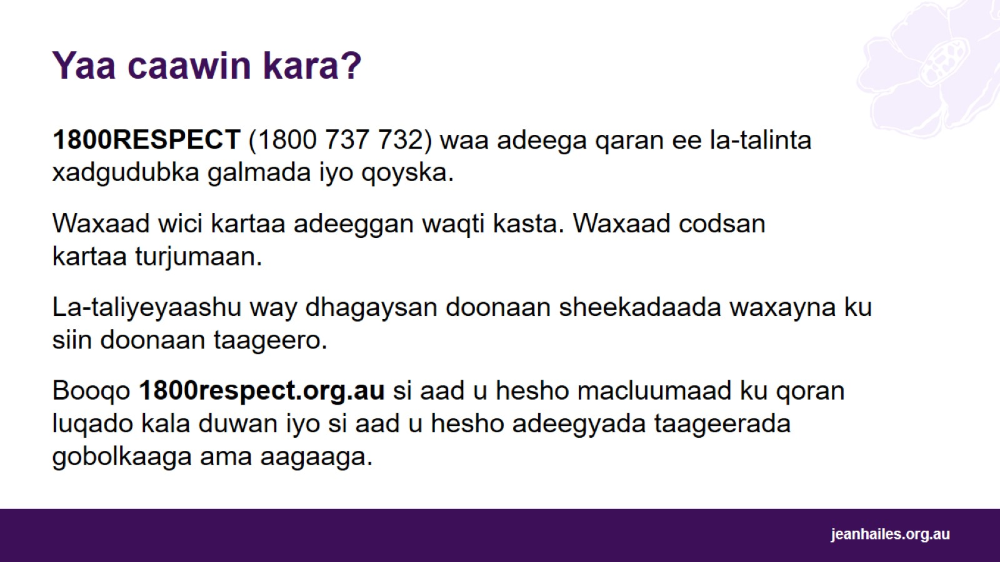 Yaa caawin kara?
1800RESPECT (1800 737 732) waa adeega qaran ee la-talinta
xadgudubka galmada iyo qoyska.
Waxaad wici kartaa adeeggan waqti kasta. Waxaad codsan
kartaa turjumaan.
La-taliyeyaashu way dhagaysan doonaan sheekadaada waxayna ku
siin doonaan taageero.
Booqo 1800respect.org.au si aad u hesho macluumaad ku qoran
luqado kala duwan iyo si aad u hesho adeegyada taageerada
gobolkaaga ama aagaaga.
jeanhailes.org.au